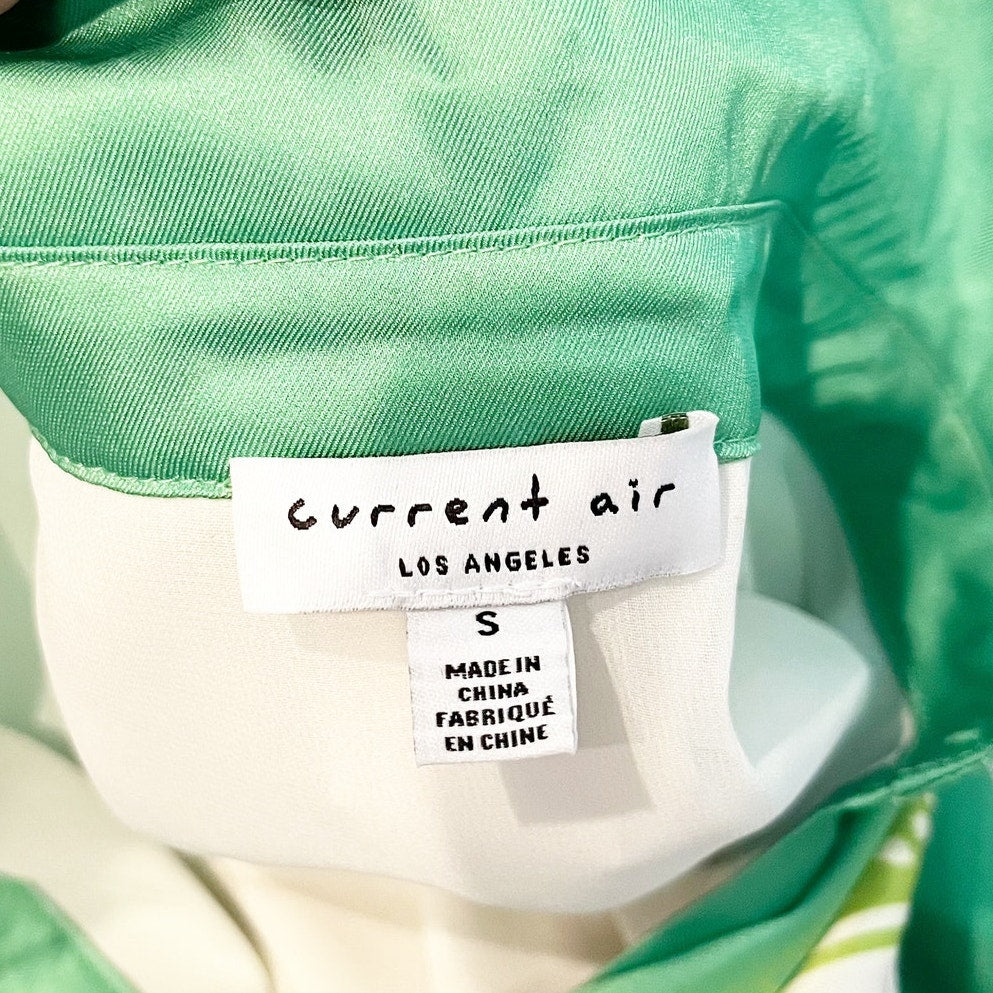 current air
LOS ANGELES
S
MADE IN
CHINA
FABRIQUÉ
EN CHINE